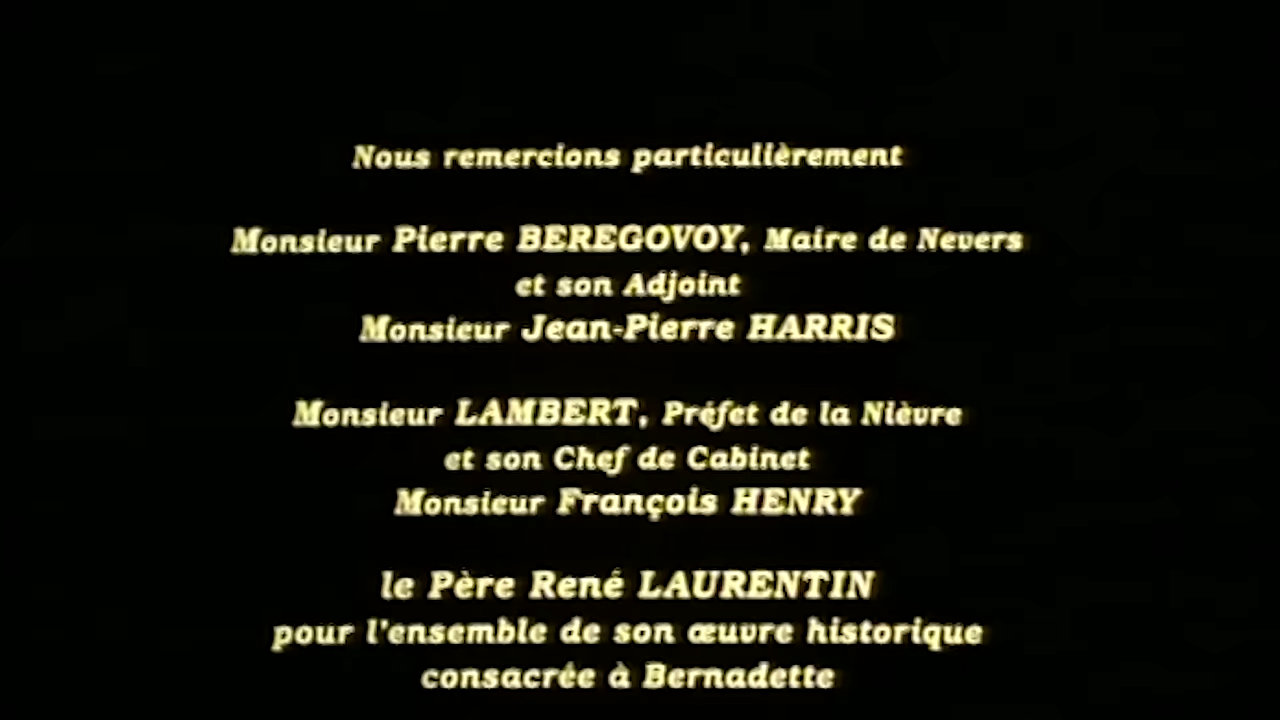 Nous remercions particulièrement
Monsieur Pierre BEREGOVOY, Maire de Nevers
et son Adjoint
Monsieur Jean-Pierre HARRIS
Monsieur LAMBERT, Préfet de la Nièvre
et son Chef de Cabinet
Monsieur François HENRY
le Père René LAURENTIN
pour l'ensemble de son œuvre historique
consacrée à Bernadette